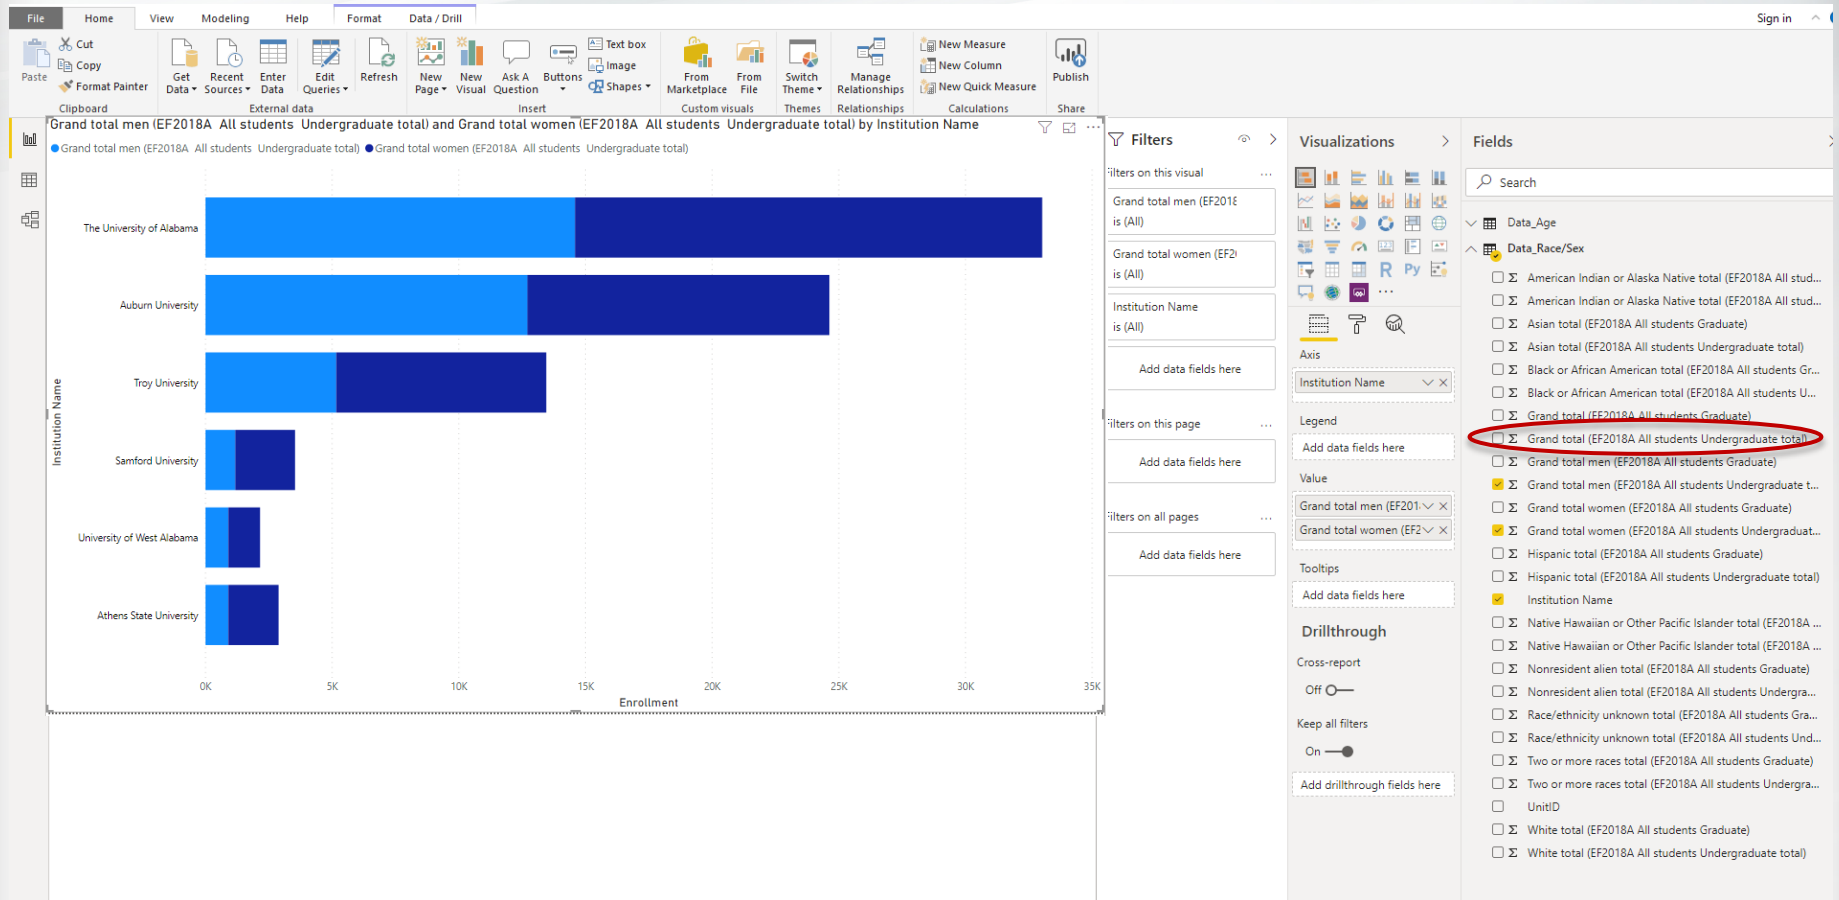 File Home View Modeling Help Format Data / Drill Sign in
Paste
Cut
Copy
Format Painter
Clipboard
Get Data
Recent Sources
Enter Data
Edit Queries
Refresh
External data
New Page
New Visual
Ask A Question
Buttons
Text box
Image
Shapes
Insert
From Marketplace
From File
Custom visuals
Switch Theme
Themes
Manage Relationships
Relationships
New Measure
New Column
New Quick Measure
Calculations
Publish
Share
Grand total men (EF2018A All students Undergraduate total) and Grand total women (EF2018A All students Undergraduate total) by Institution Name
Grand total men (EF2018A All students Undergraduate total) Grand total women (EF2018A All students Undergraduate total)
Institution Name
The University of Alabama
Auburn University
Troy University
Samford University
University of West Alabama
Athens State University
0K 5K 10K 15K 20K 25K 30K 35K
Enrollment
Filters
Filters on this visual ...
Grand total men (EF2018
is (All)
Grand total women (EF2
is (All)
Institution Name
is (All)
Add data fields here
Filters on this page ...
Add data fields here
Filters on all pages ...
Add data fields here
Visualizations
R Py
...
Axis
Institution Name
Legend
Add data fields here
Value
Grand total men (EF201
Grand total women (EF2
Tooltips
Add data fields here
Drillthrough
Cross-report
Off
Keep all filters
On
Add drillthrough fields here
Fields
Search
Data_Age
Data_Race/Sex
Σ American Indian or Alaska Native total (EF2018A All stud...
Σ American Indian or Alaska Native total (EF2018A All stud...
Σ Asian total (EF2018A All students Graduate)
Σ Asian total (EF2018A All students Undergraduate total)
Σ Black or African American total (EF2018A All students Gr...
Σ Black or African American total (EF2018A All students U...
Σ Grand total (EF2018A All students Graduate)
Σ Grand total (EF2018A All students Undergraduate total)
Σ Grand total men (EF2018A All students Graduate)
Σ Grand total men (EF2018A All students Undergraduate t...
Σ Grand total women (EF2018A All students Graduate)
Σ Grand total women (EF2018A All students Undergraduat...
Σ Hispanic total (EF2018A All students Graduate)
Σ Hispanic total (EF2018A All students Undergraduate total)
Institution Name
Σ Native Hawaiian or Other Pacific Islander total (EF2018A ...
Σ Native Hawaiian or Other Pacific Islander total (EF2018A ...
Σ Nonresident alien total (EF2018A All students Graduate)
Σ Nonresident alien total (EF2018A All students Undergra...
Σ Race/ethnicity unknown total (EF2018A All students Gra...
Σ Race/ethnicity unknown total (EF2018A All students Und...
Σ Two or more races total (EF2018A All students Graduate)
Σ Two or more races total (EF2018A All students Undergra...
UnitID
Σ White total (EF2018A All students Graduate)
Σ White total (EF2018A All students Undergraduate total)